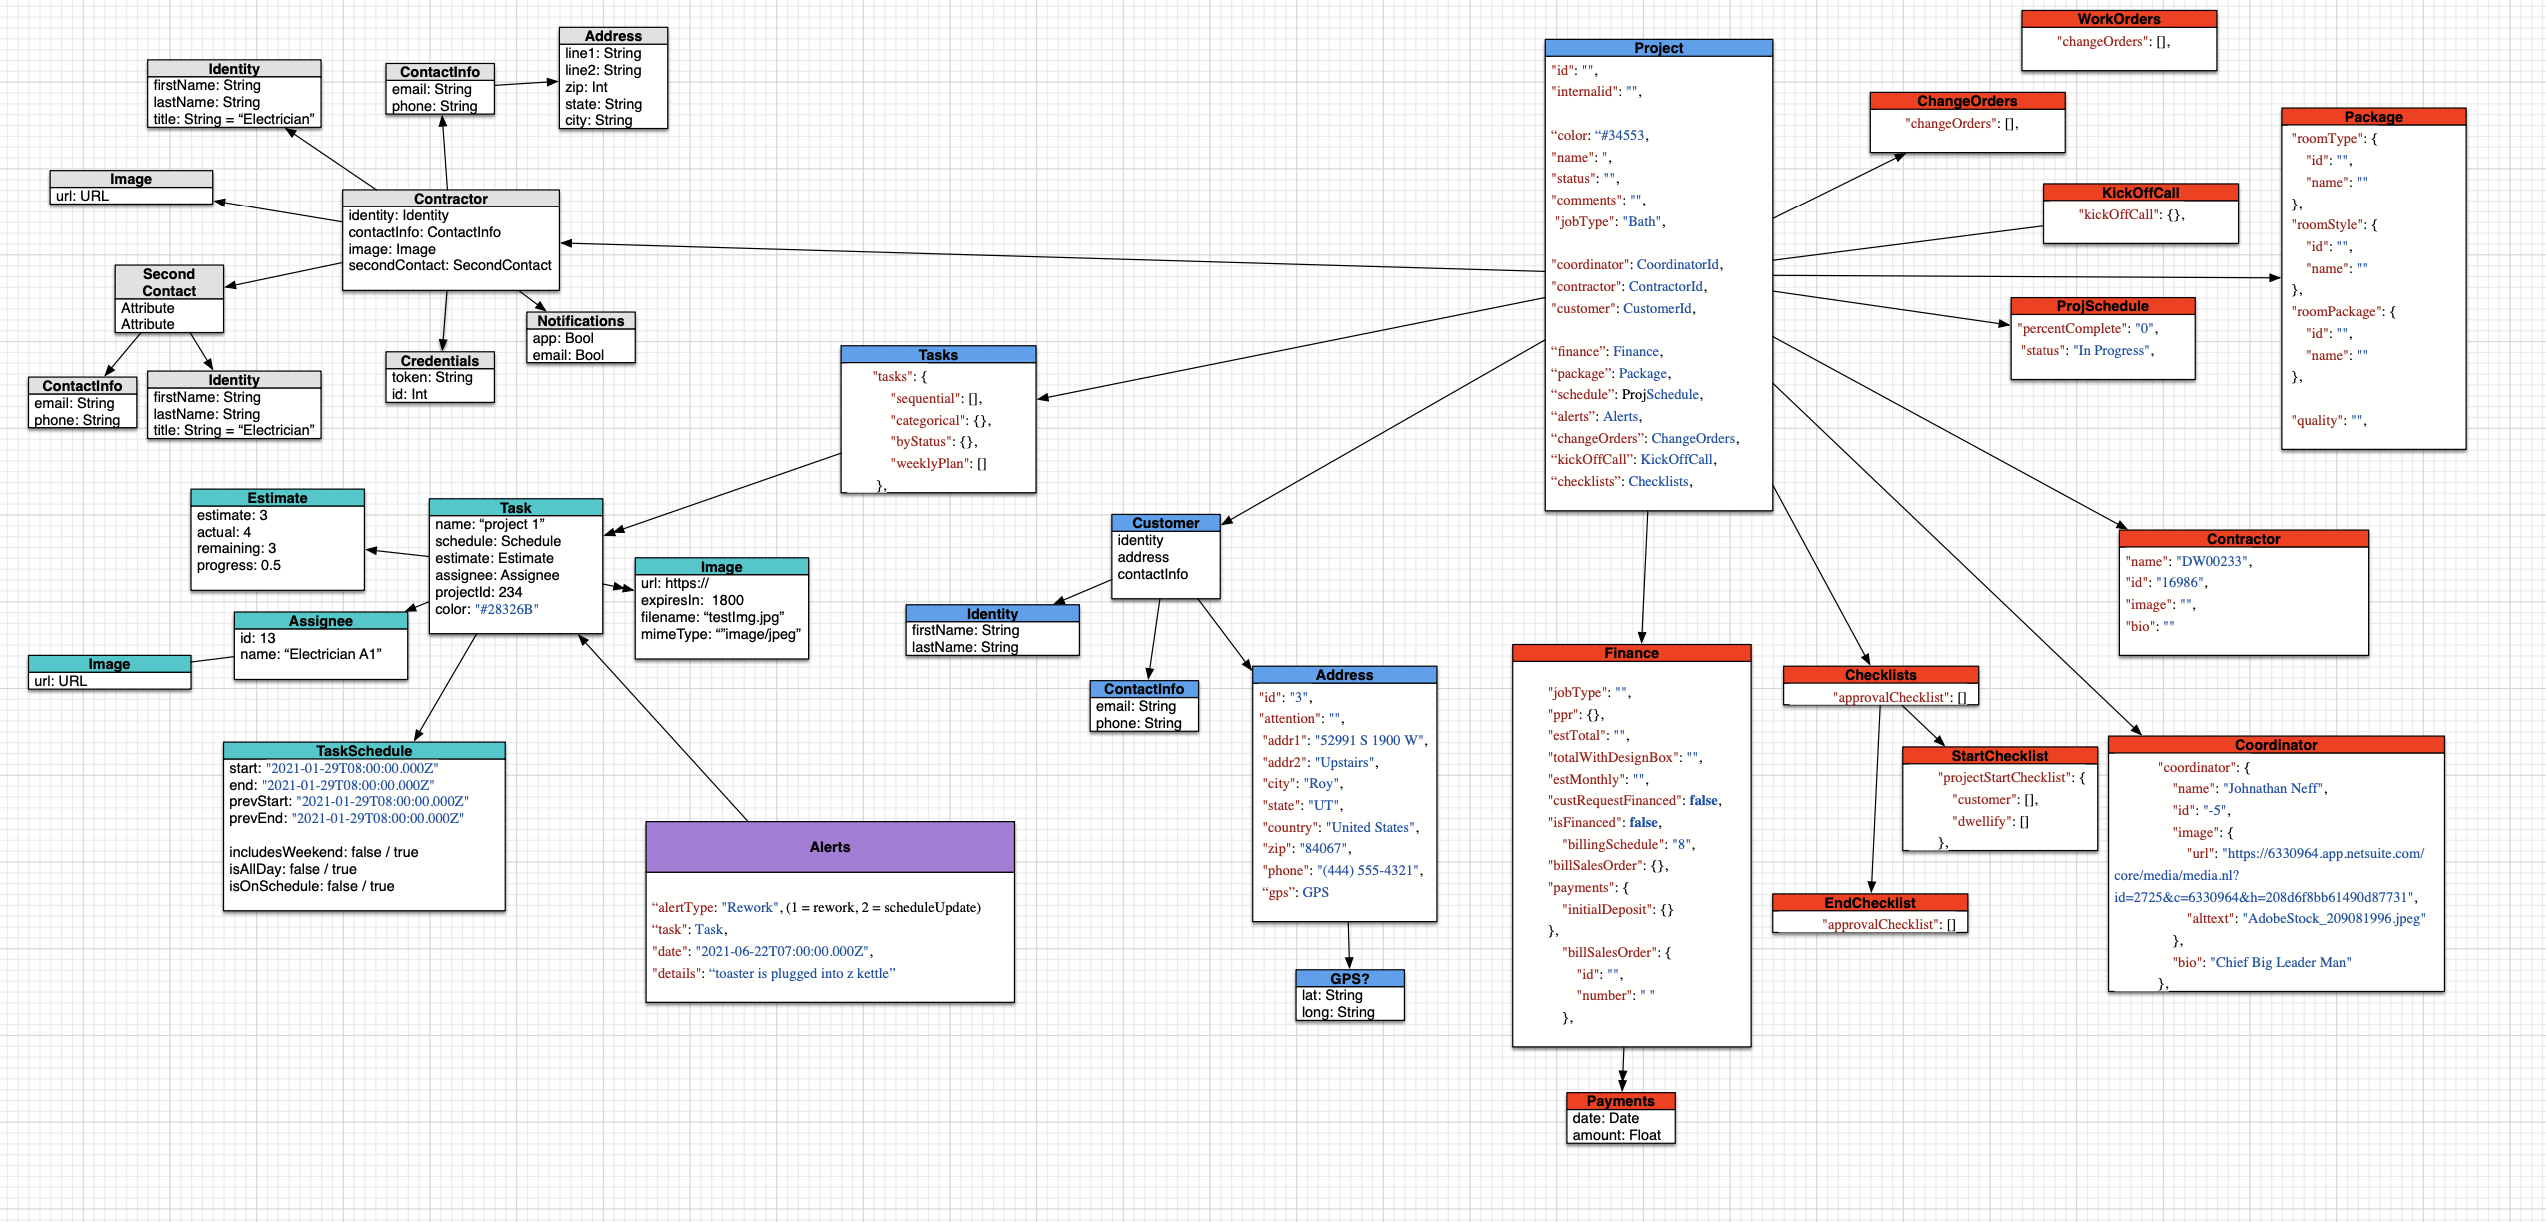 Address
line1: String
line2: String
zip: Int
state: String
city: String
Identity
firstName: String
lastName: String
title: String = “Electrician”
ContactInfo
email: String
phone: String
Image
url: URL
Contractor
identity: Identity
contactInfo: ContactInfo
image: Image
secondContact: SecondContact
Second
Contact
Attribute
Attribute
Notifications
app: Bool
email: Bool
Credentials
token: String
id: Int
ContactInfo
email: String
phone: String
Identity
firstName: String
lastName: String
title: String = “Electrician”
Tasks
"tasks": {
"sequential": [],
"categorical": {},
"byStatus": {},
"weeklyPlan": []
},
Estimate
estimate: 3
actual: 4
remaining: 3
progress: 0.5
Task
name: “project 1”
schedule: Schedule
estimate: Estimate
assignee: Assignee
projectId: 234
color: "#28326B"
Image
url: https://
expiresIn:  1800
filename: “testImg.jpg”
mimeType: “”image/jpeg”
Assignee
id: 13
name: “Electrician A1”
Image
url: URL
TaskSchedule
start: "2021-01-29T08:00:00.000Z"
end: "2021-01-29T08:00:00.000Z"
prevStart: "2021-01-29T08:00:00.000Z"
prevEnd: "2021-01-29T08:00:00.000Z"
includesWeekend: false / true
isAllDay: false / true
isOnSchedule: false / true
Alerts
“alertType: "Rework", (1 = rework, 2 = scheduleUpdate)
“task": Task,
"date": "2021-06-22T07:00:00.000Z",
"details": “toaster is plugged into z kettle”
Customer
identity
address
contactInfo
Identity
firstName: String
lastName: String
ContactInfo
email: String
phone: String
Address
"id": "3",
"attention": "",
"addr1": "52991 S 1900 W",
"addr2": "Upstairs",
"city": "Roy",
"state": "UT",
"country": "United States",
"zip": "84067",
"phone": "(444) 555-4321",
“gps”: GPS
GPS?
lat: String
long: String
Project
"id": "",
"internalid": "",
“color: “#34553,
"name": ",
"status": "",
"comments": "",
"jobType": "Bath",
"coordinator": CoordinatorId,
"contractor": ContractorId,
"customer": CustomerId,
“finance”: Finance,
“package”: Package,
“schedule”: ProjSchedule,
“alerts”: Alerts,
“changeOrders”: ChangeOrders,
“kickOffCall”: KickOffCall,
“checklists”: Checklists,
WorkOrders
"changeOrders": [],
ChangeOrders
"changeOrders": [],
KickOffCall
"kickOffCall": {},
Package
"roomType": {
"id": "",
"name": ""
},
"roomStyle": {
"id": "",
"name": ""
},
"roomPackage": {
"id": "",
"name": ""
},
"quality": "",
ProjSchedule
"percentComplete": "0",
"status": "In Progress",
Contractor
"name": "DW00233",
"id": "16986",
"image": "",
"bio": ""
Finance
"jobType": "",
"ppr": {},
"estTotal": "",
"totalWithDesignBox": "",
"estMonthly": "",
"custRequestFinanced": false,
"isFinanced": false,
"billingSchedule": "8",
"billSalesOrder": {},
"payments": {
"initialDeposit": {}
},
"billSalesOrder": {
"id": "",
"number": " "
},
Payments
date: Date
amount: Float
Checklists
"approvalChecklist": []
StartChecklist
"projectStartChecklist": {
"customer": [],
"dwellify": []
},
EndChecklist
"approvalChecklist": []
Coordinator
"coordinator": {
"name": "Johnathan Neff",
"id": "-5",
"image": {
"url": "https://6330964.app.netsuite.com/
core/media/media.nl?
id=2725&c=6330964&h=208d6f8bb61490d87731",
"alttext": "AdobeStock_209081996.jpeg"
},
"bio": "Chief Big Leader Man"
},